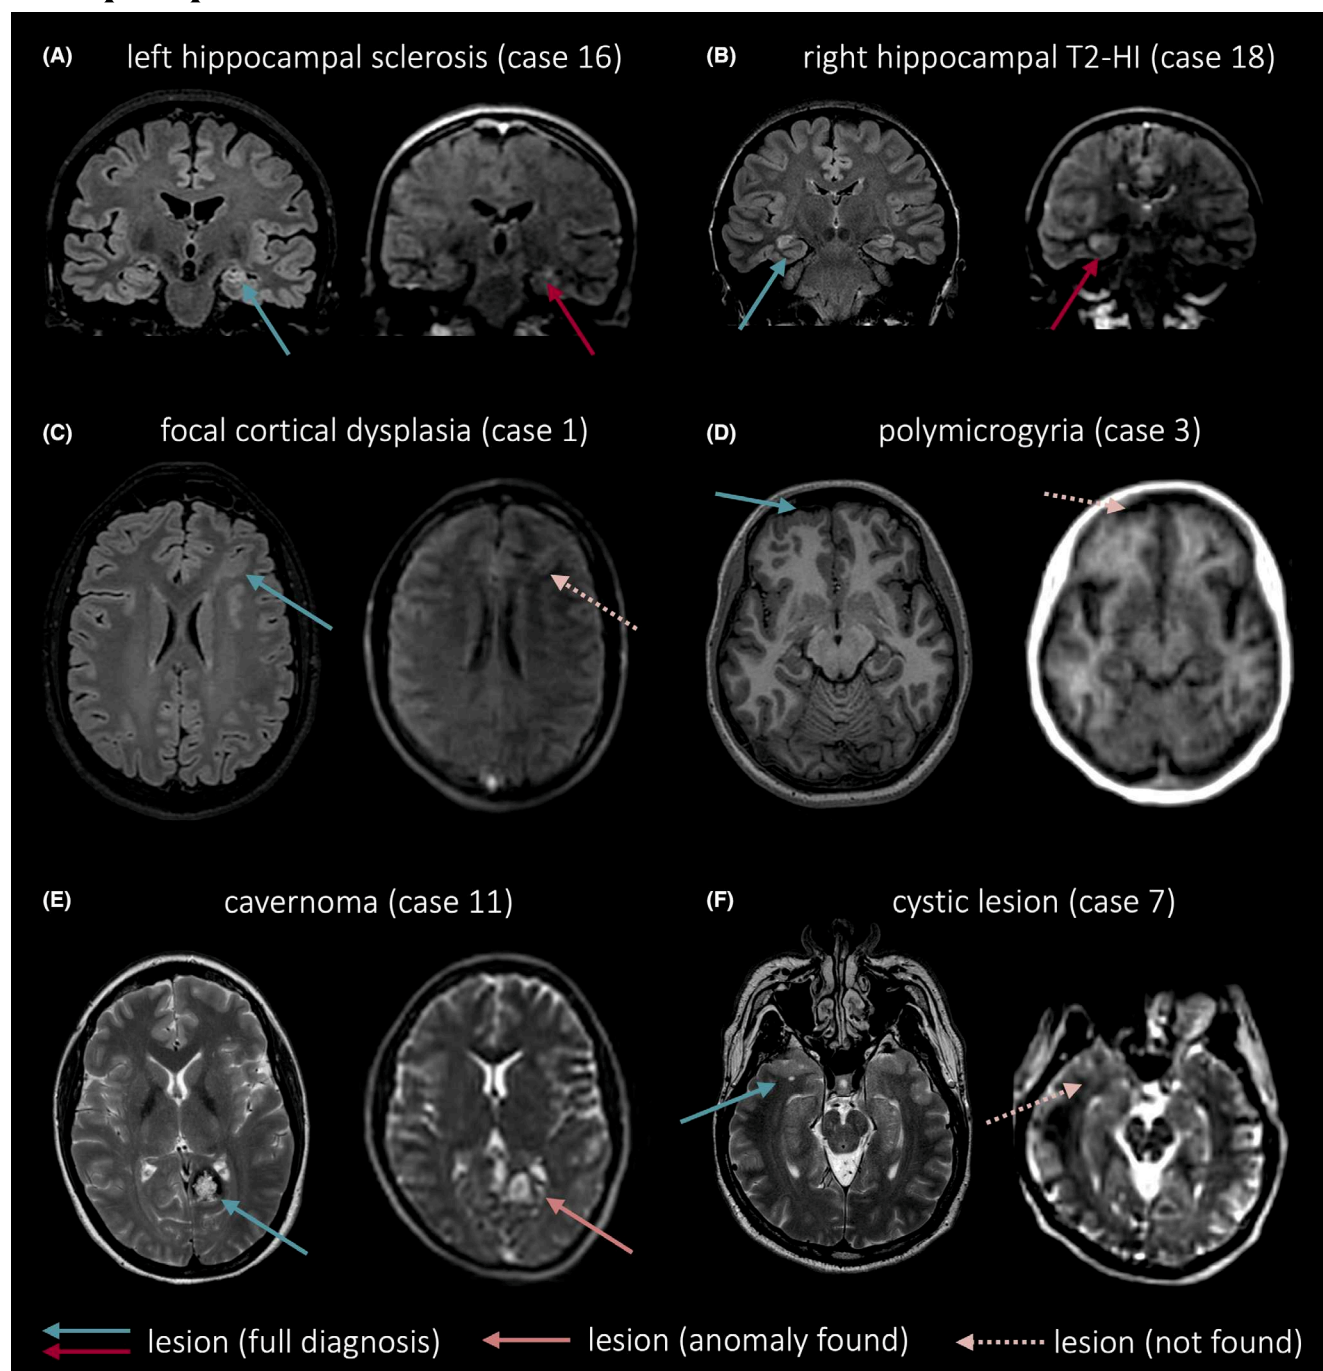 (A) left hippocampal sclerosis (case 16)
(B) right hippocampal T2-HI (case 18)
(C) focal cortical dysplasia (case 1)
(D) polymicrogyria (case 3)
(E) cavernoma (case 11)
(F) cystic lesion (case 7)
lesion (full diagnosis)
lesion (anomaly found)
lesion (not found)